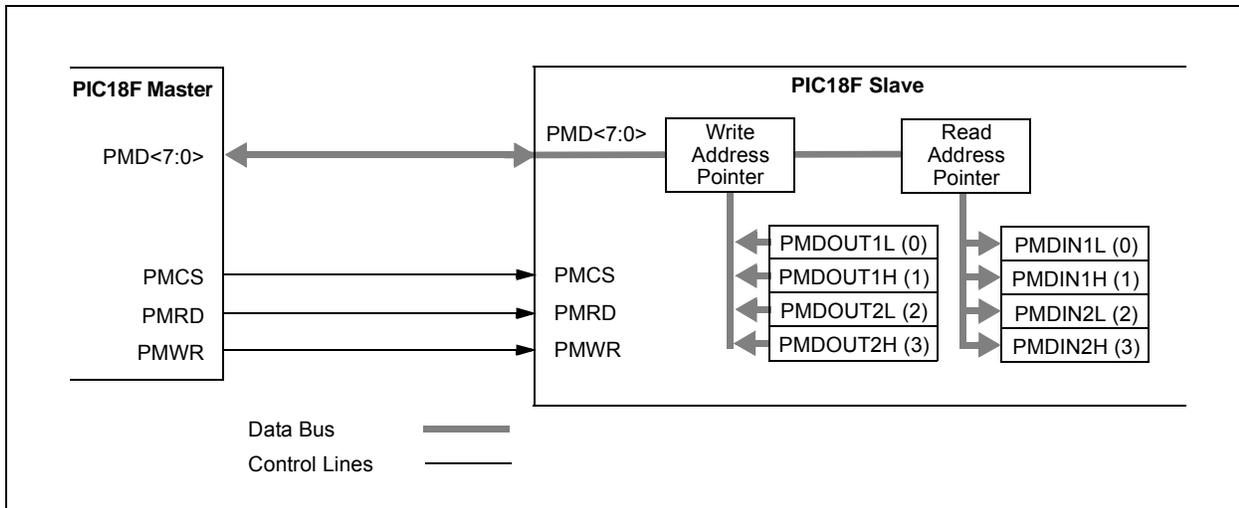 PIC18F Master
PIC18F Slave
PMD<7:0>
PMD<7:0>
Write
Address
Pointer
Read
Address
Pointer
PMDOUT1L (0)
PMDOUT1H (1)
PMDOUT2L (2)
PMDOUT2H (3)
PMDIN1L (0)
PMDIN1H (1)
PMDIN2L (2)
PMDIN2H (3)
PMCS
PMRD
PMWR
PMCS
PMRD
PMWR
Data Bus
Control Lines